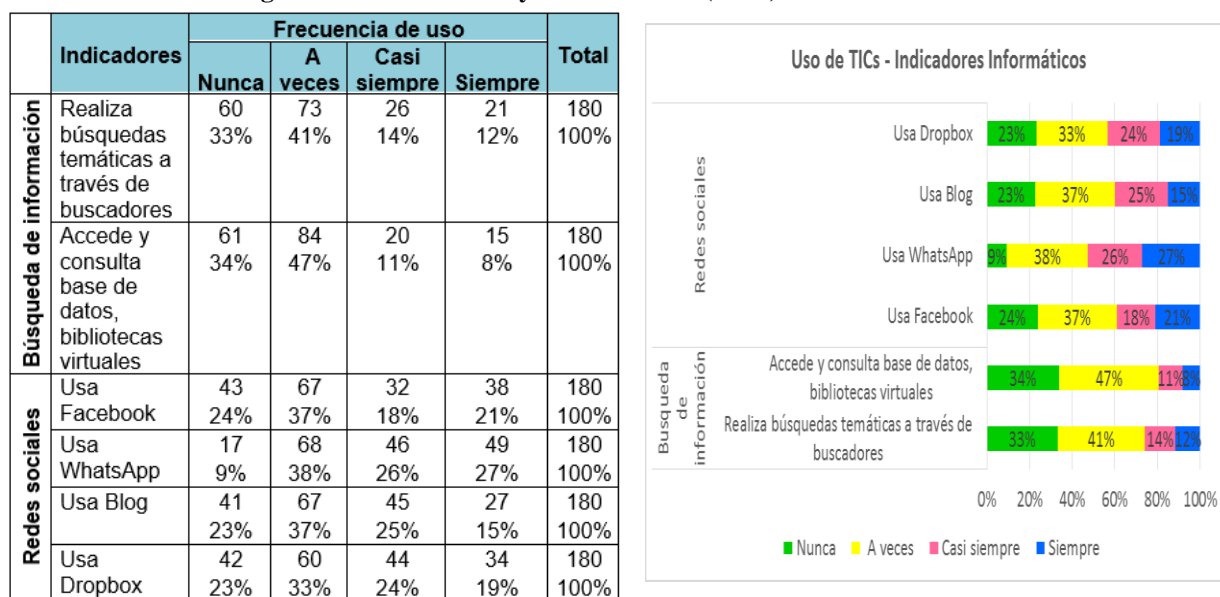 Indicadores
Frecuencia de uso
Total
Nunca
A
veces
Casi
siempre
Siempre
Búsqueda de información
Realiza
búsquedas
temáticas a
través de
buscadores
60 73 26 21 180
33% 41% 14% 12% 100%
Accede y
consulta
base de
datos,
bibliotecas
virtuales
61 84 20 15 180
34% 47% 11% 8% 100%
Redes sociales
Usa
Facebook
43 67 32 38 180
24% 37% 18% 21% 100%
Usa
WhatsApp
17 68 46 49 180
9% 38% 26% 27% 100%
Usa Blog
41 67 45 27 180
23% 37% 25% 15% 100%
Usa
Dropbox
42 60 44 34 180
23% 33% 24% 19% 100%
Uso de TICs - Indicadores Informáticos
Redes sociales
Usa Dropbox 23% 33% 24% 19%
Usa Blog 23% 37% 25% 15%
Usa WhatsApp 9% 38% 26% 27%
Usa Facebook 24% 37% 18% 21%
Busqueda
de
información
Accede y consulta base de datos,
bibliotecas virtuales
34% 47% 11% 8%
Realiza búsquedas temáticas a través de
buscadores
33% 41% 14% 12%
0% 20% 40% 60% 80% 100%
Nunca A veces Casi siempre Siempre